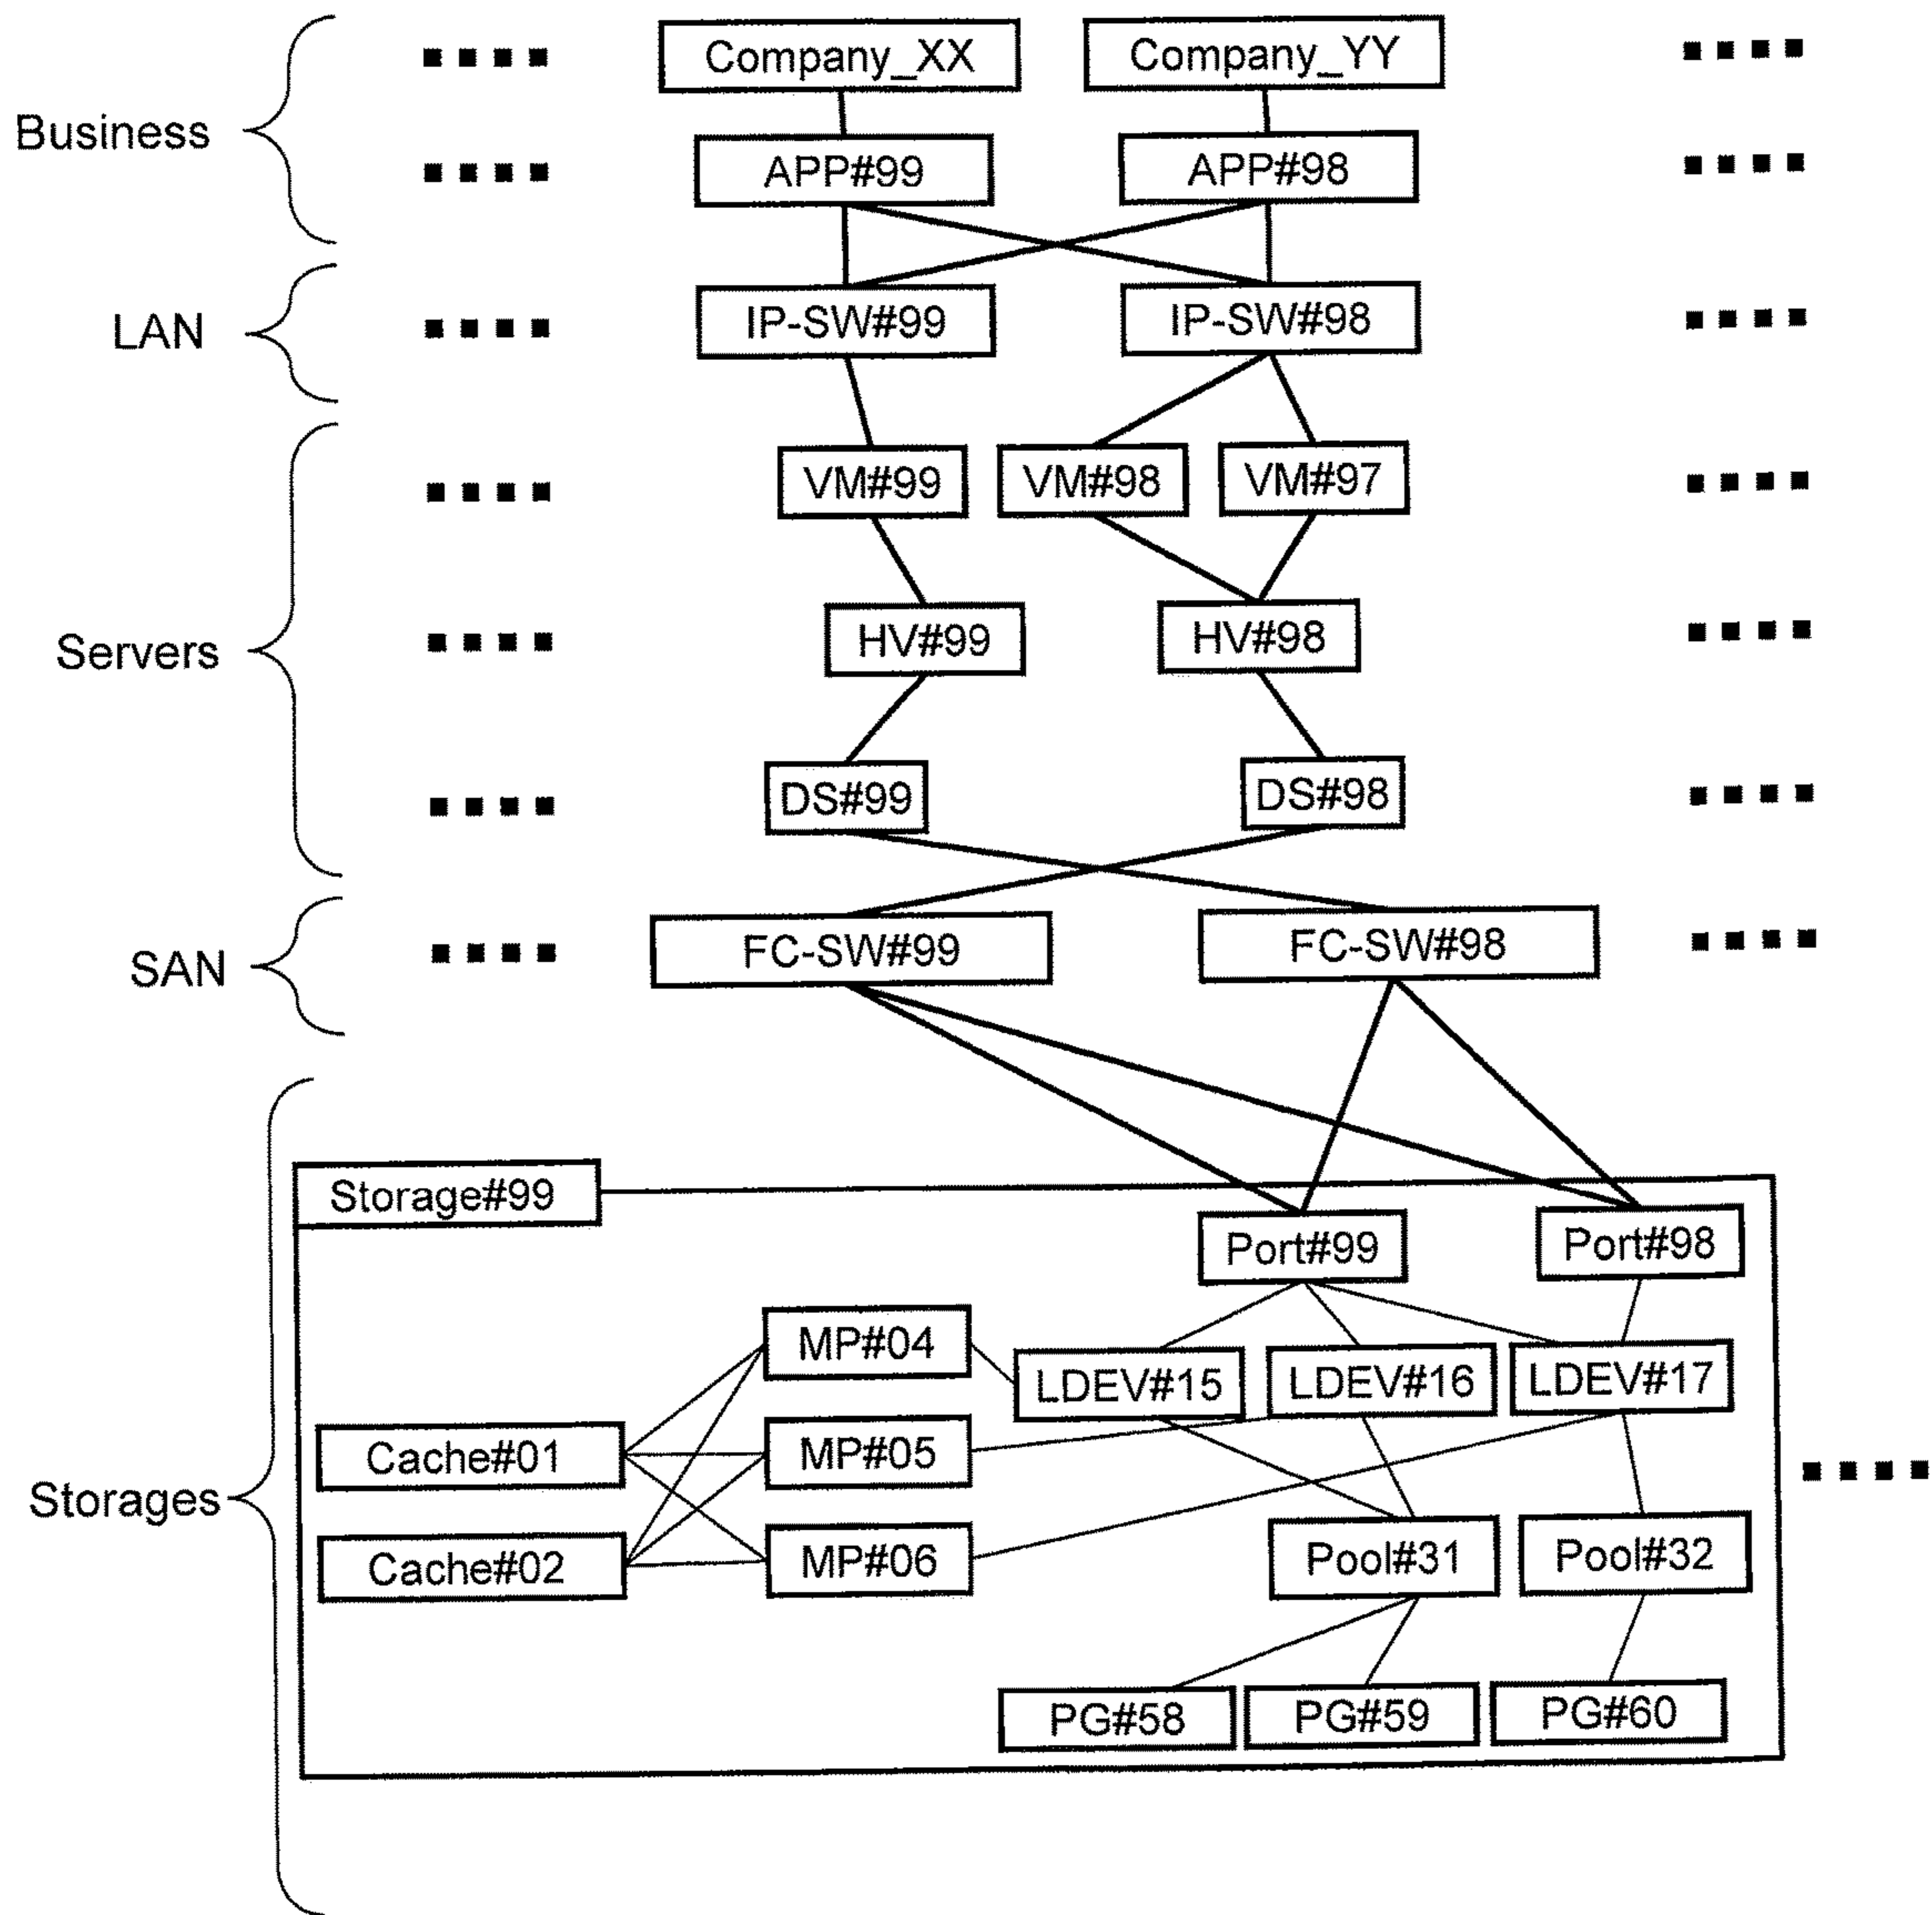 Company_XX
Company_YY
Business
APP#99
APP#98
LAN
IP-SW#99
IP-SW#98
VM#99
VM#98
VM#97
Servers
HV#99
HV#98
DS#99
DS#98
SAN
FC-SW#99
FC-SW#98
Storage#99
Port#99
Port#98
MP#04
LDEV#15
LDEV#16
LDEV#17
Cache#01
MP#05
Storages
Cache#02
MP#06
Pool#31
Pool#32
PG#58
PG#59
PG#60